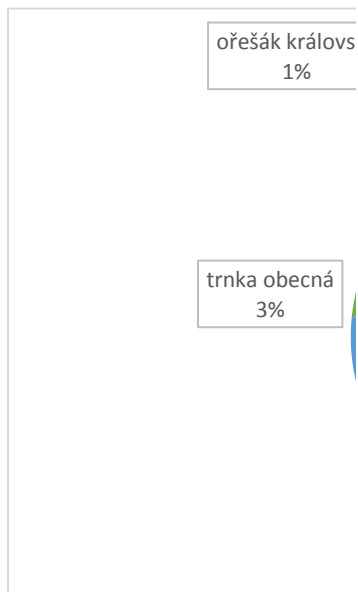 ořešák královs
1%
trnka obecná
3%